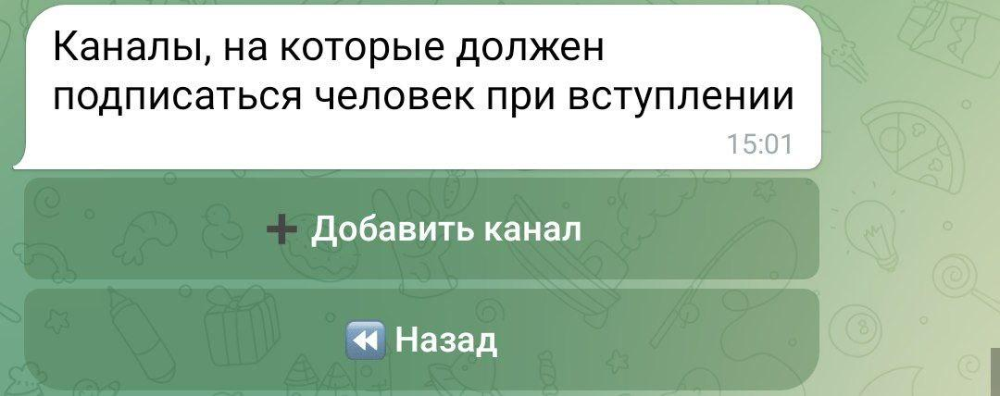 Каналы, на которые должен
подписаться человек при вступлении
15:01
➕ Добавить канал
⏪ Назад